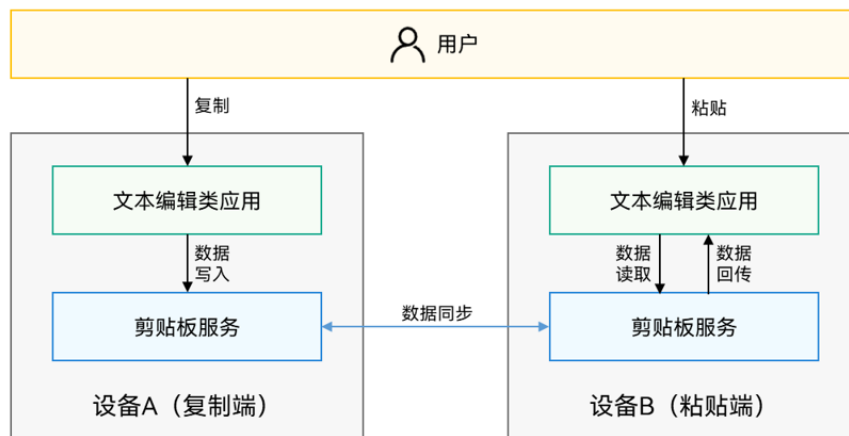 用户
复制
粘贴
文本编辑类应用
文本编辑类应用
数据
写入
数据
读取
数据
回传
剪贴板服务
数据同步
剪贴板服务
设备A（复制端）
设备B（粘贴端）